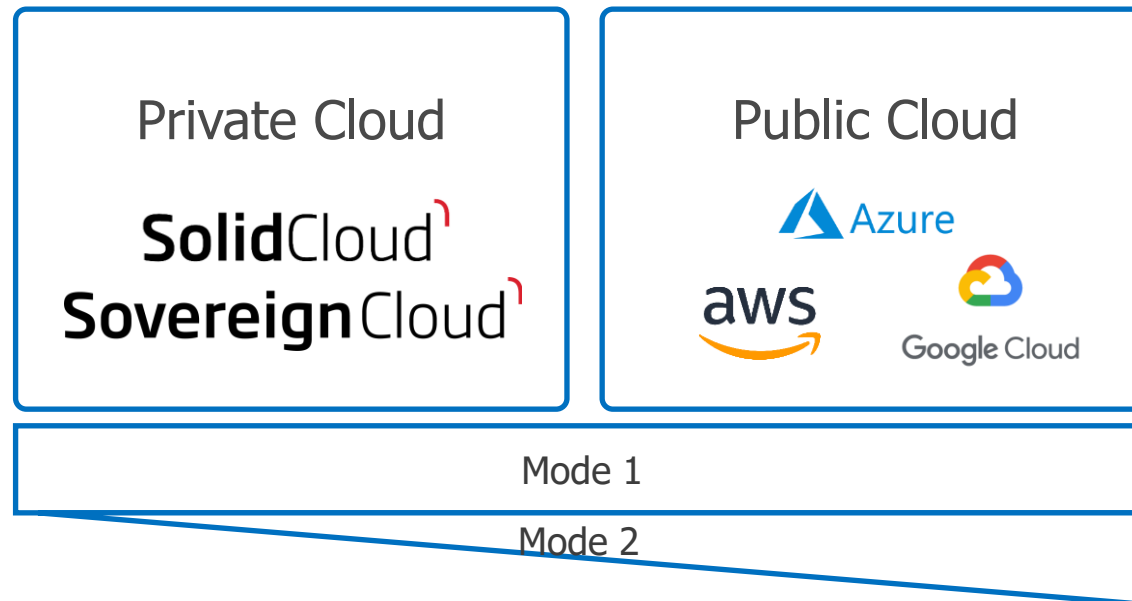 Private Cloud
SolidCloud
SovereignCloud
Public Cloud
Azure
aws
Google Cloud
Mode 1
Mode 2